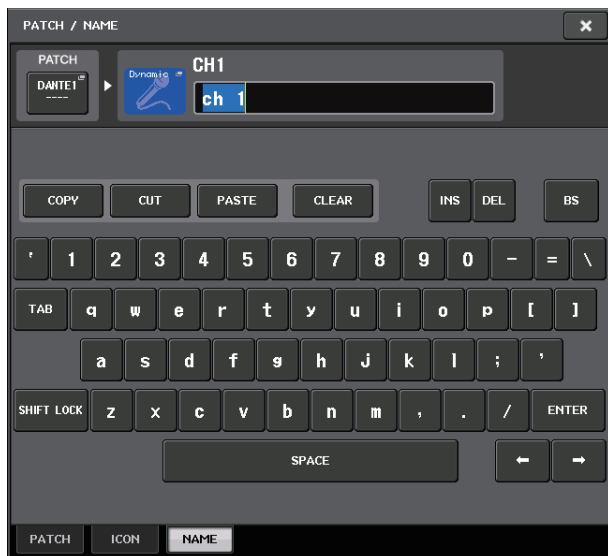 PATCH / NAME
PATCH
DANTE1
----
Dynamic
CH1
ch 1
COPY CUT PASTE CLEAR INS DEL BS
' 1 2 3 4 5 6 7 8 9 0 - = \
TAB q w e r t y u i o p [ ]
a s d f g h j k l ; '
SHIFT LOCK z x c v b n m , . / ENTER
SPACE ← →
PATCH ICON NAME